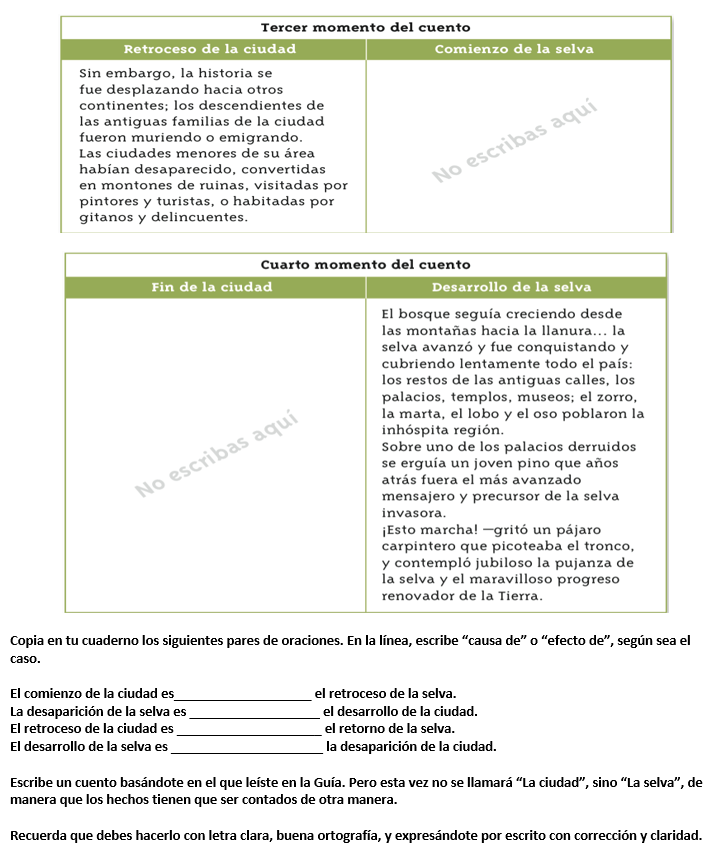 Tercer momento del cuento
Retroceso de la ciudad
Comienzo de la selva
Sin embargo, la historia se
fue desplazando hacia otros
continentes; los descendientes de
las antiguas familias de la ciudad
fueron muriendo o emigrando.
Las ciudades menores de su área
habían desaparecido, convertidas
en montones de ruinas, visitadas por
pintores y turistas, o habitadas por
gitanos y delincuentes.
No escribas aquí
Cuarto momento del cuento
Fin de la ciudad
Desarrollo de la selva
No escribas aquí
El bosque seguía creciendo desde
las montañas hacia la llanura... la
selva avanzó y fue conquistando y
cubriendo lentamente todo el país:
los restos de las antiguas calles, los
palacios, templos, museos; el zorro,
la marta, el lobo y el oso poblaron la
inhóspita región.
Sobre uno de los palacios derruidos
se erguía un joven pino que años
atrás fuera el más avanzado
mensajero y precursor de la selva
invasora.
¡Esto marcha! —gritó un pájaro
carpintero que picoteaba el tronco,
y contempló jubiloso la pujanza de
la selva y el maravilloso progreso
renovador de la Tierra.
Copia en tu cuaderno los siguientes pares de oraciones. En la línea, escribe “causa de” o “efecto de”, según sea el
caso.
El comienzo de la ciudad es____________________ el retroceso de la selva.
La desaparición de la selva es ___________________ el desarrollo de la ciudad.
El retroceso de la ciudad es _____________________ el retorno de la selva.
El desarrollo de la selva es ______________________ la desaparición de la ciudad.
Escribe un cuento basándote en el que leíste en la Guía. Pero esta vez no se llamará “La ciudad”, sino “La selva”, de
manera que los hechos tienen que ser contados de otra manera.
Recuerda que debes hacerlo con letra clara, buena ortografía, y expresándote por escrito con corrección y claridad.